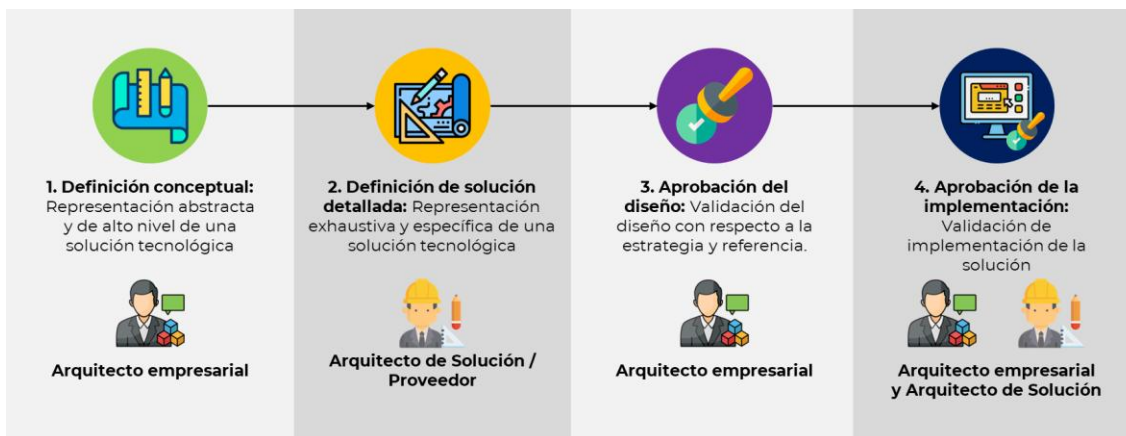 1. Definición conceptual:
Representación abstracta
y de alto nivel de una
solución tecnológica
Arquitecto empresarial
2. Definición de solución
detallada: Representación
exhaustiva y específica de una
solución tecnológica
Arquitecto de Solución /
Proveedor
3. Aprobación del
diseño: Validación del
diseño con respecto a la
estrategia y referencia.
Arquitecto empresarial
4. Aprobación de la
implementación:
Validación de
implementación de la
solución
Arquitecto empresarial
y Arquitecto de Solución